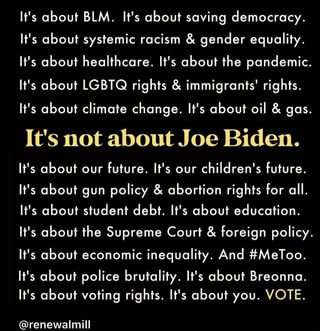 It's about BLM. It's about saving democracy.
It's about systemic racism & gender equality.
It's about healthcare. It's about the pandemic.
It's about LGBTQ rights & immigrants' rights.
It's about climate change. It's about oil & gas.
It's not about Joe Biden.
It's about our future. It's our children's future.
It's about gun policy & abortion rights for all.
It's about student debt. It's about education.
It's about the Supreme Court & foreign policy.
It's about economic inequality. And #MeToo.
It's about police brutality. It's about Breonna.
It's about voting rights. It's about you. VOTE.
@renewalmill